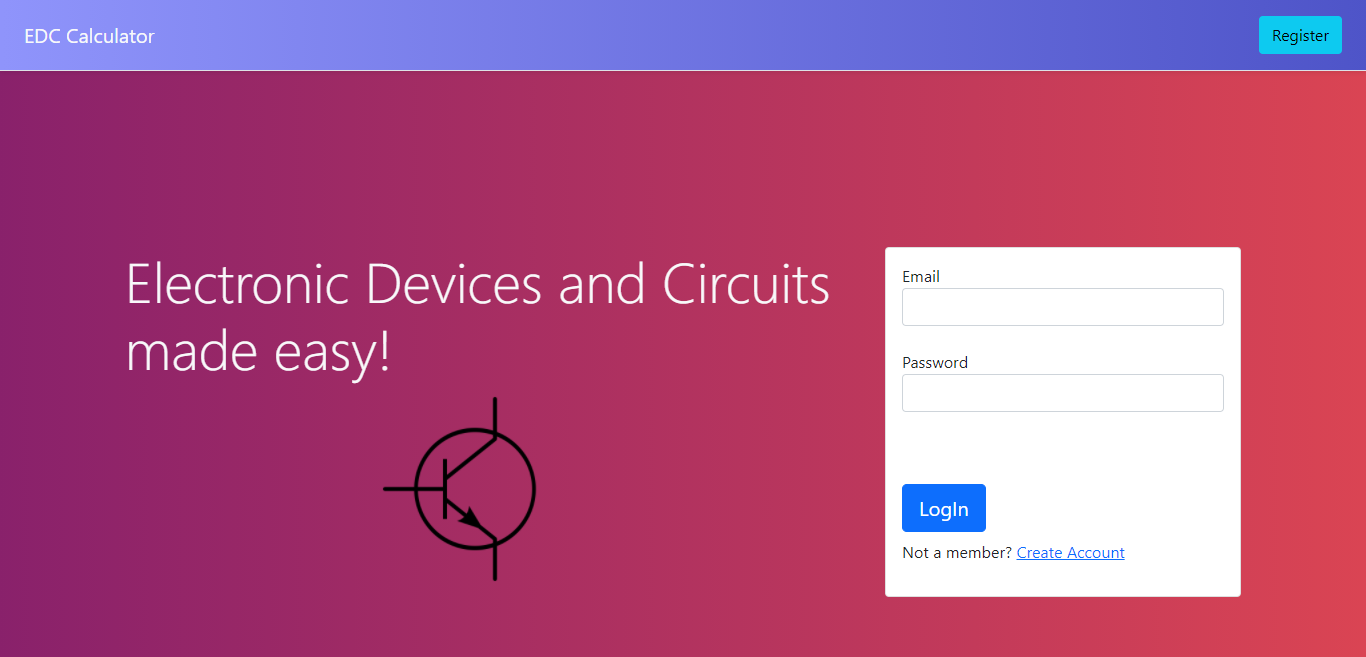 EDC Calculator
Register
Electronic Devices and Circuits
made easy!
Email
Password
LogIn
Not a member? Create Account